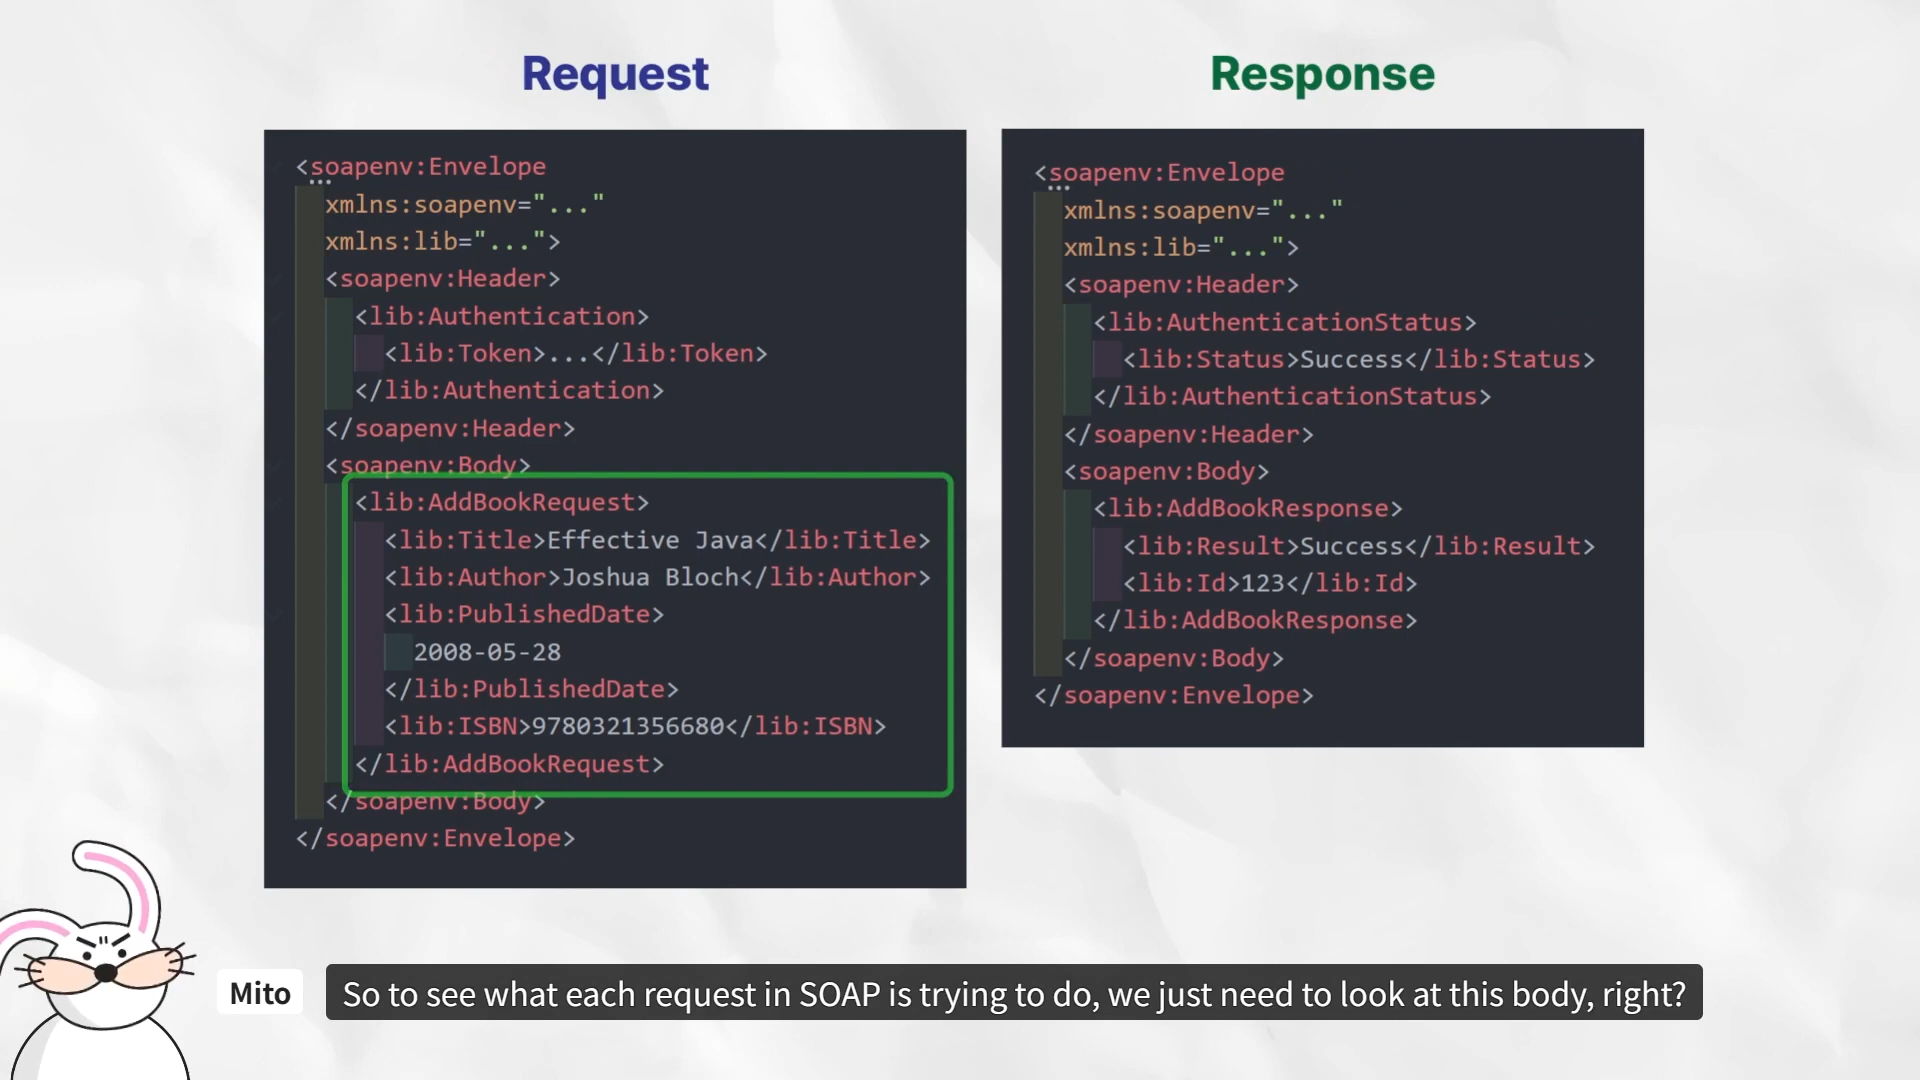 Request
<soapenv:Envelope
xmlns:soapenv="..."
xmlns:lib="...">
<soapenv:Header>
<lib:Authentication>
<lib:Token>...</lib:Token>
</lib:Authentication>
</soapenv:Header>
<soapenv:Body>
<lib:AddBookRequest>
<lib:Title>Effective Java</lib:Title>
<lib:Author>Joshua Bloch</lib:Author>
<lib:PublishedDate>
2008-05-28
</lib:PublishedDate>
<lib:ISBN>9780321356680</lib:ISBN>
</lib:AddBookRequest>
</soapenv:Body>
</soapenv:Envelope>
Response
<soapenv:Envelope
xmlns:soapenv="..."
xmlns:lib="...">
<soapenv:Header>
<lib:AuthenticationStatus>
<lib:Status>Success</lib:Status>
</lib:AuthenticationStatus>
</soapenv:Header>
<soapenv:Body>
<lib:AddBookResponse>
<lib:Result>Success</lib:Result>
<lib:Id>123</lib:Id>
</lib:AddBookResponse>
</soapenv:Body>
</soapenv:Envelope>
Mito
So to see what each request in SOAP is trying to do, we just need to look at this body, right?